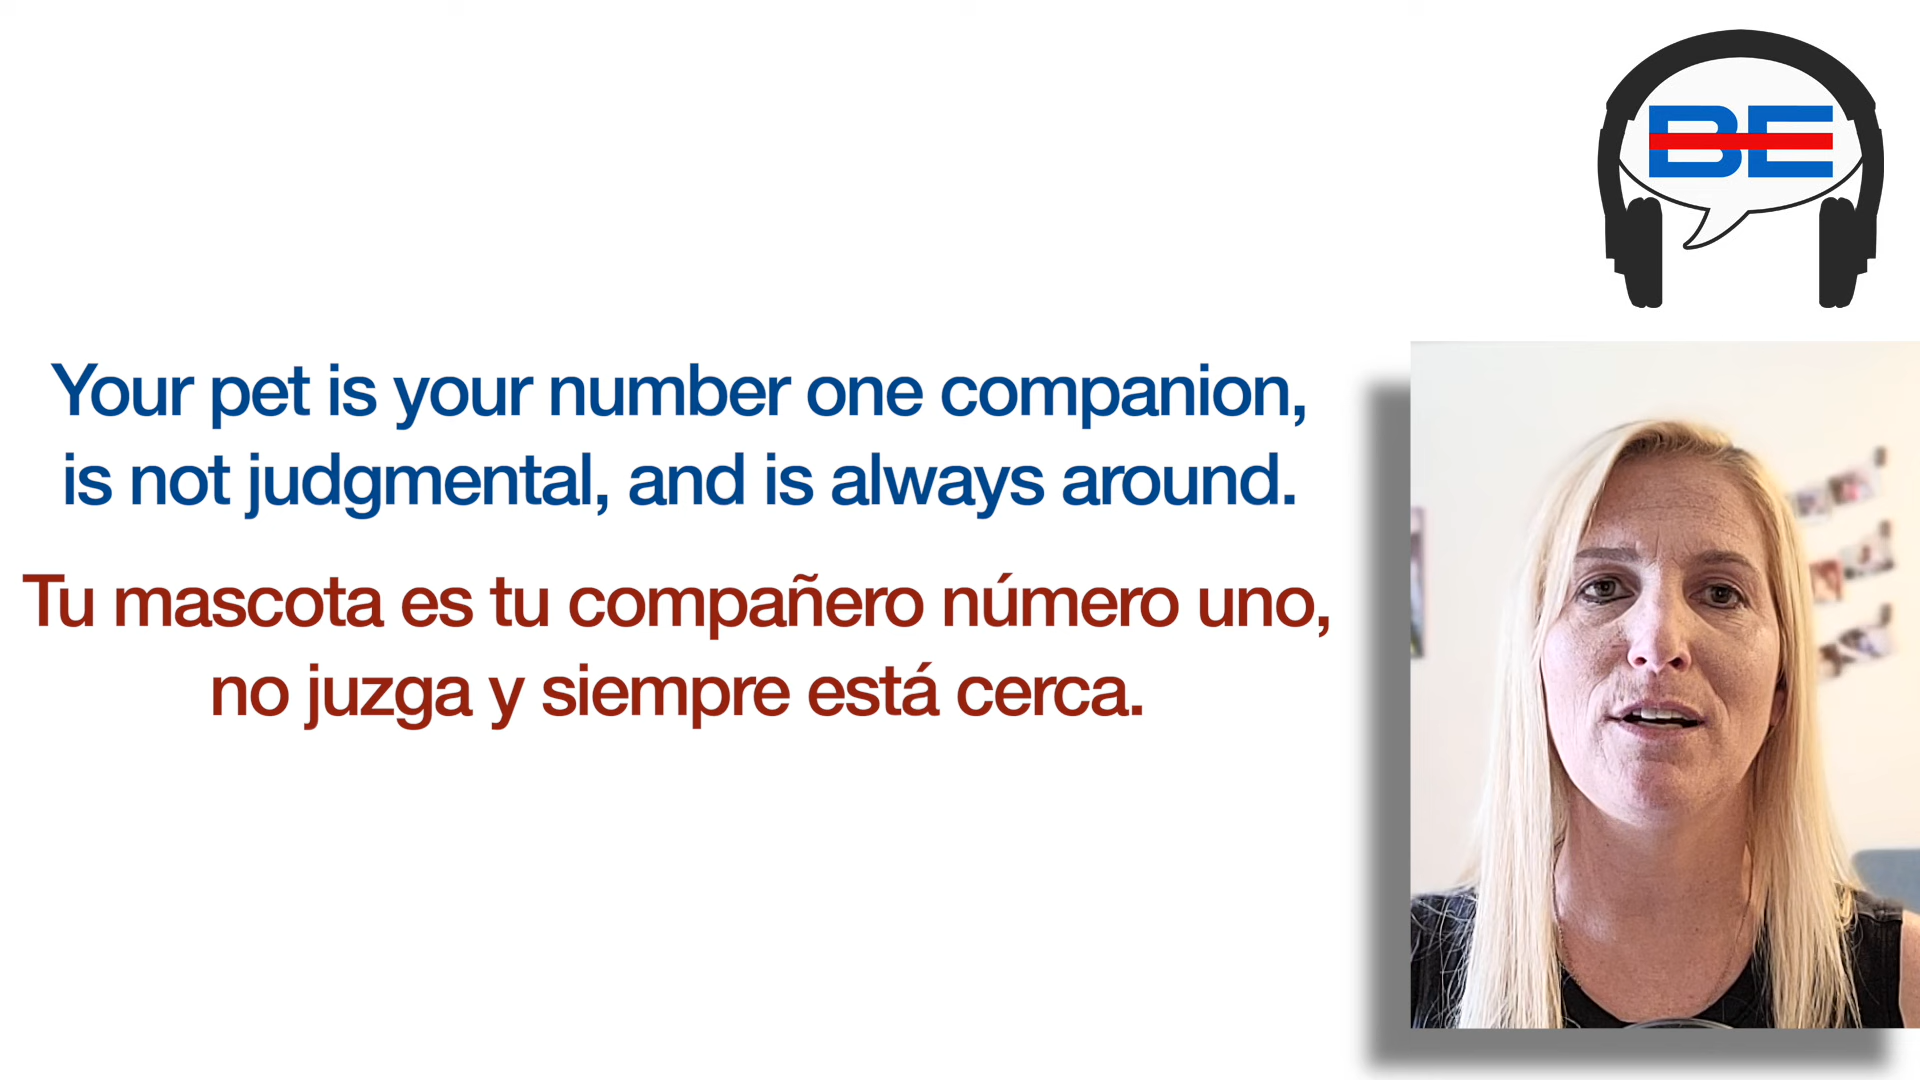 BE
Your pet is your number one companion,
is not judgmental, and is always around.
Tu mascota es tu compañero número uno,
no juzga y siempre está cerca.